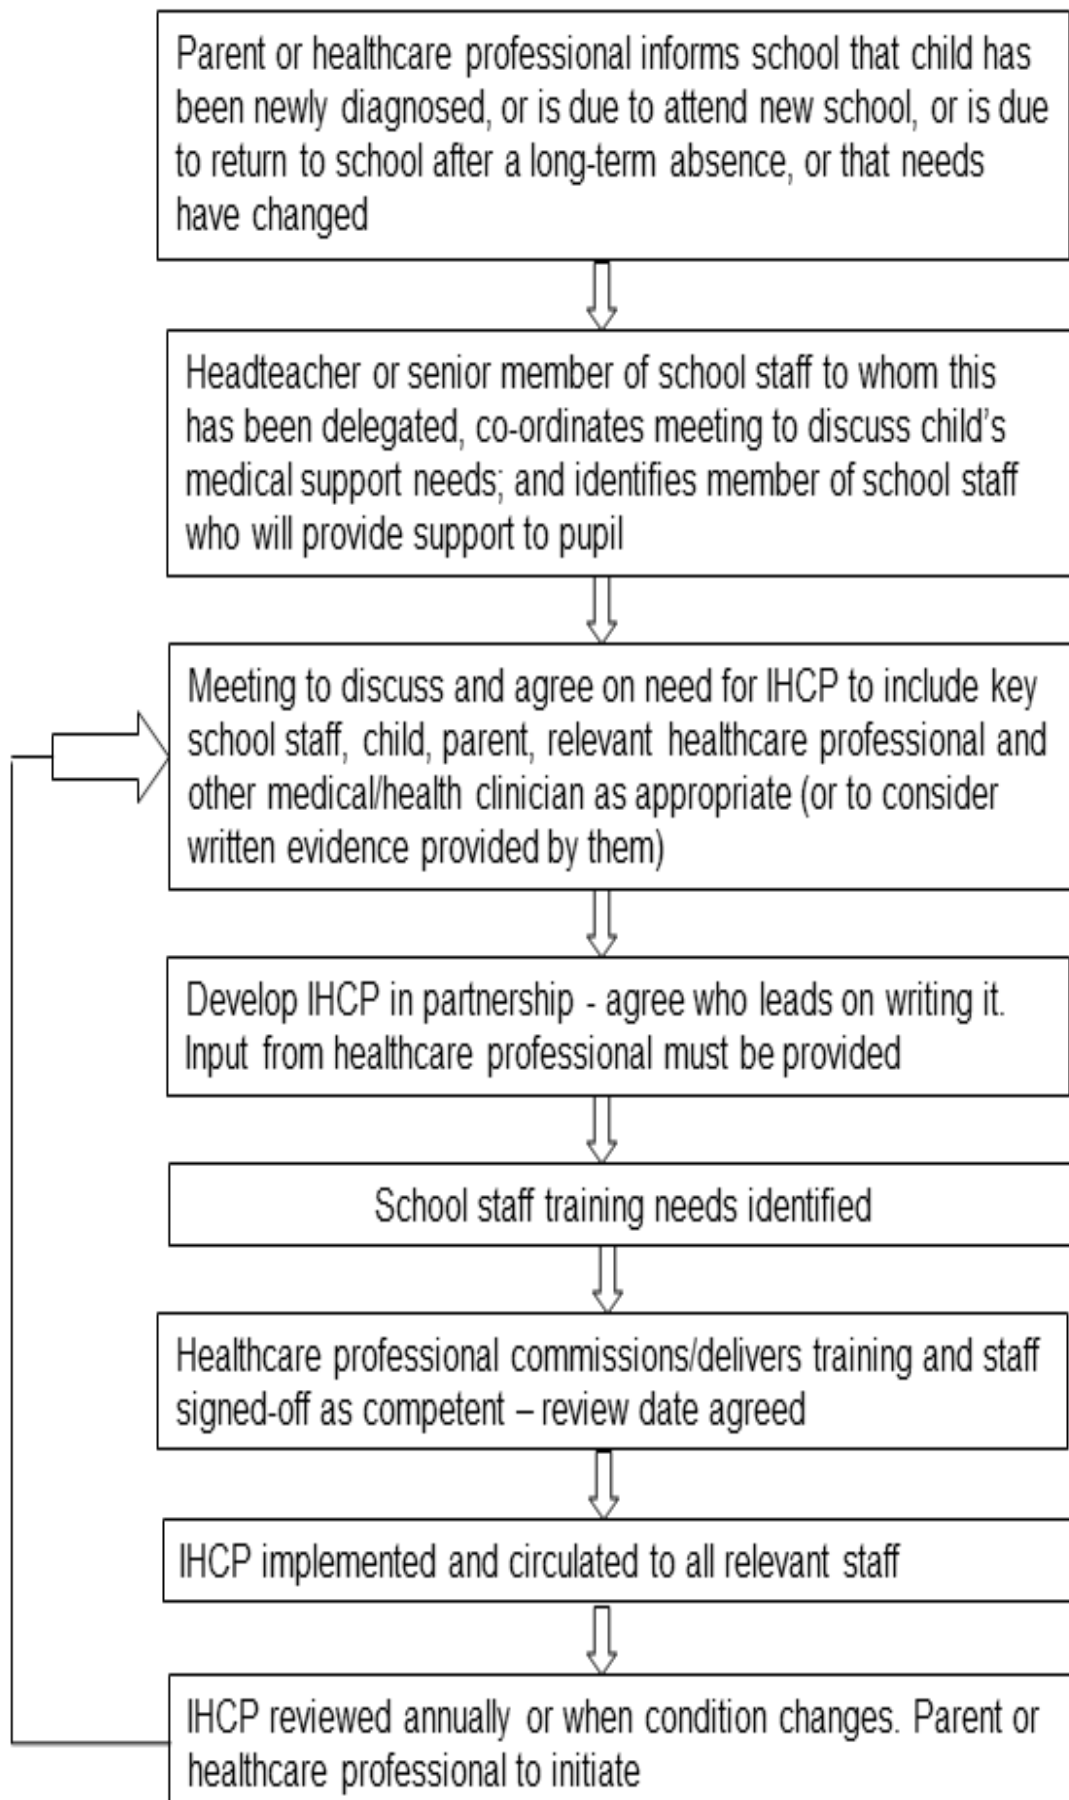 Parent or healthcare professional informs school that child has
been newly diagnosed, or is due to attend new school, or is due
to return to school after a long-term absence, or that needs
have changed
Headteacher or senior member of school staff to whom this
has been delegated, co-ordinates meeting to discuss child’s
medical support needs; and identifies member of school staff
who will provide support to pupil
Meeting to discuss and agree on need for IHCP to include key
school staff, child, parent, relevant healthcare professional and
other medical/health clinician as appropriate (or to consider
written evidence provided by them)
Develop IHCP in partnership - agree who leads on writing it.
Input from healthcare professional must be provided
School staff training needs identified
Healthcare professional commissions/delivers training and staff
signed-off as competent – review date agreed
IHCP implemented and circulated to all relevant staff
IHCP reviewed annually or when condition changes. Parent or
healthcare professional to initiate